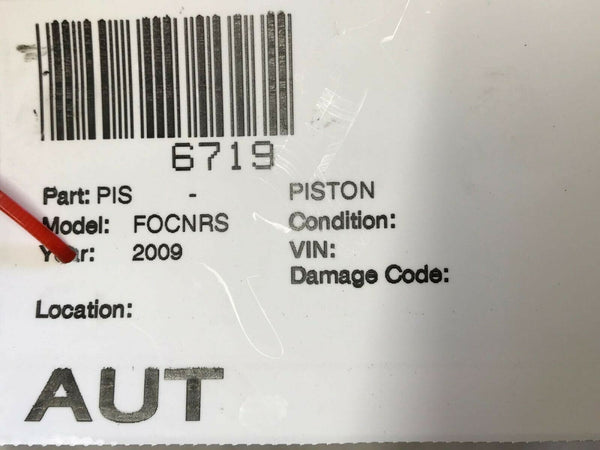 6719
Part: PIS - PISTON
Model: FOCNRS Condition:
Year: 2009 VIN:
Damage Code:
Location:
AUT